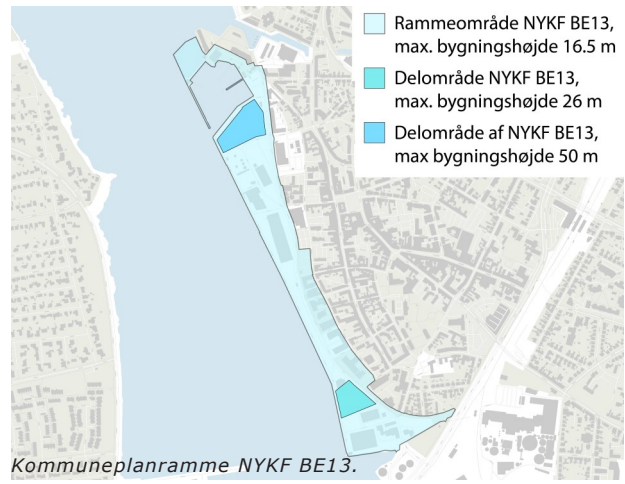 Rammeområde NYKF BE13,
max. bygningshøjde 16.5 m
Delområde NYKF BE13,
max. bygningshøjde 26 m
Delområde af NYKF BE13,
max bygningshøjde 50 m
Kommuneplanramme NYKF BE13.